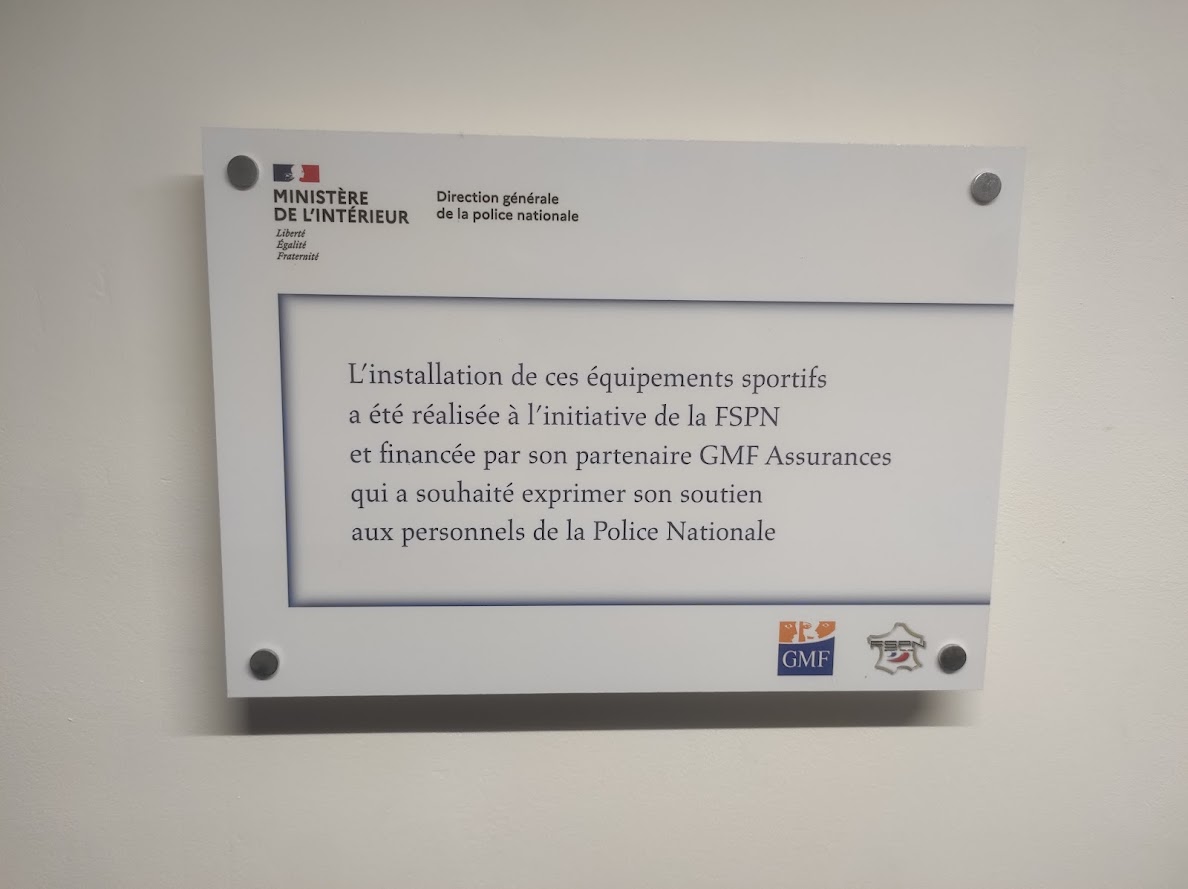 MINISTÈRE
DE L'INTÉRIEUR
Liberté
Égalité
Fraternité
Direction générale
de la police nationale
L'installation de ces équipements sportifs
a été réalisée à l'initiative de la FSPN
et financée par son partenaire GMF Assurances
qui a souhaité exprimer son soutien
aux personnels de la Police Nationale
GMF
FSPN